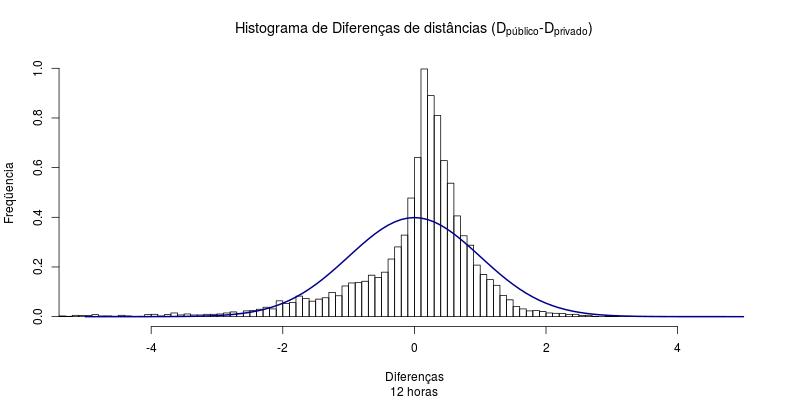 Histograma de Diferenças de distâncias (Dpúblico-Dprivado)
Freqüencia
1.0
0.8
0.6
0.4
0.2
0.0
-4 -2 0 2 4
Diferenças
12 horas